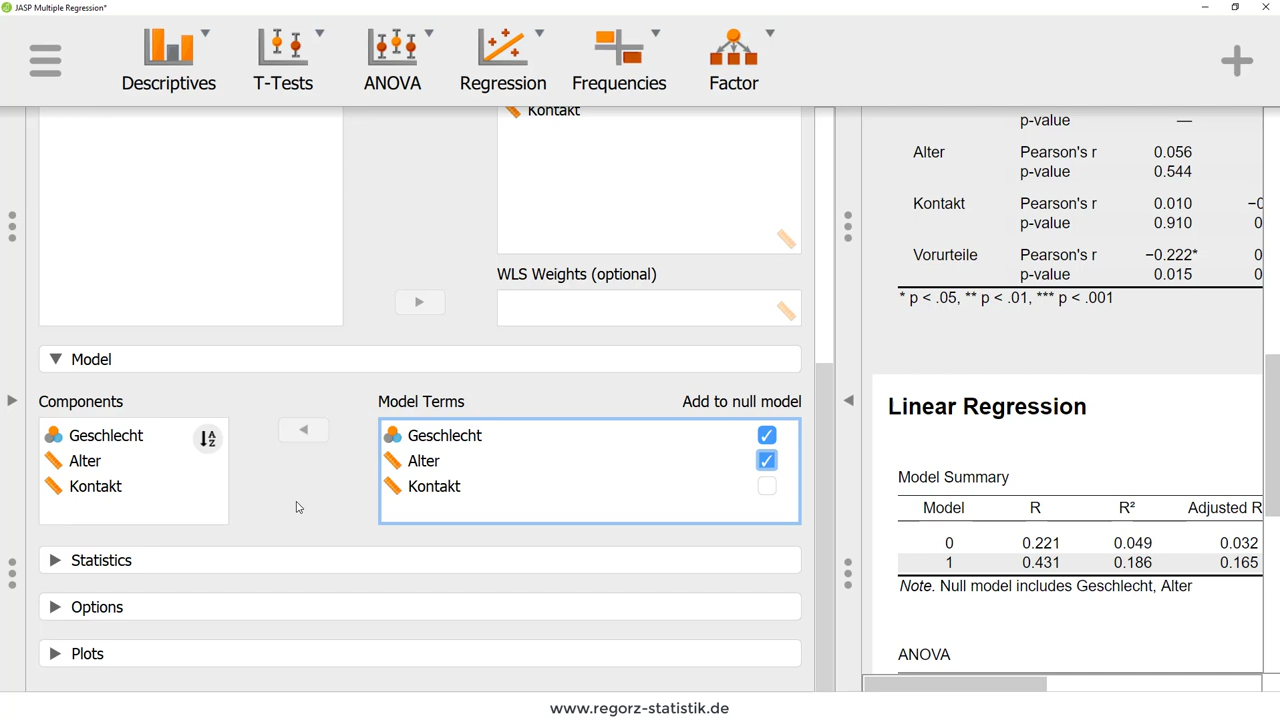 JASP Multiple Regression*
Descriptives
T-Tests
ANOVA
Regression
Frequencies
Factor
Kontakt
WLS Weights (optional)
Model
Components
Model Terms
Add to null model
Geschlecht
Alter
Kontakt
Geschlecht
Alter
Kontakt
Statistics
Options
Plots
p-value —
Alter Pearson's r 0.056
p-value 0.544
Kontakt Pearson's r 0.010 −0
p-value 0.910 0
Vorurteile Pearson's r −0.222* 0
p-value 0.015 0
* p < .05, ** p < .01, *** p < .001
Linear Regression
Model Summary
Model R R² Adjusted R
0 0.221 0.049 0.032
1 0.431 0.186 0.165
Note. Null model includes Geschlecht, Alter
ANOVA
www.regorz-statistik.de